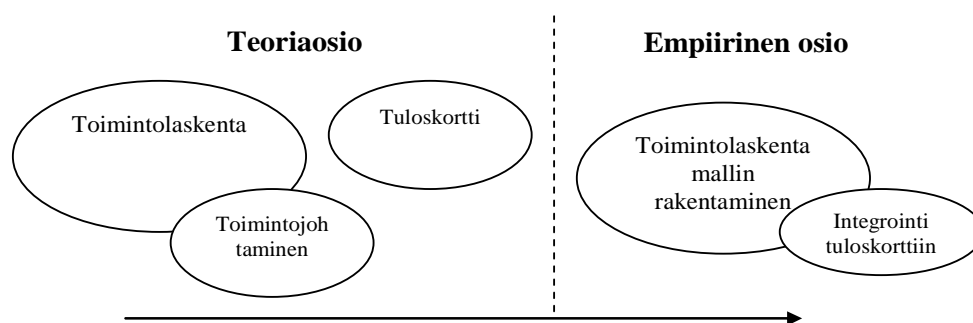 Teoriaosio
Empiirinen osio
Toimintolaskenta
Tuloskortti
Toimintojoh
taminen
Toimintolaskenta
mallin
rakentaminen
Integrointi
tuloskorttiin